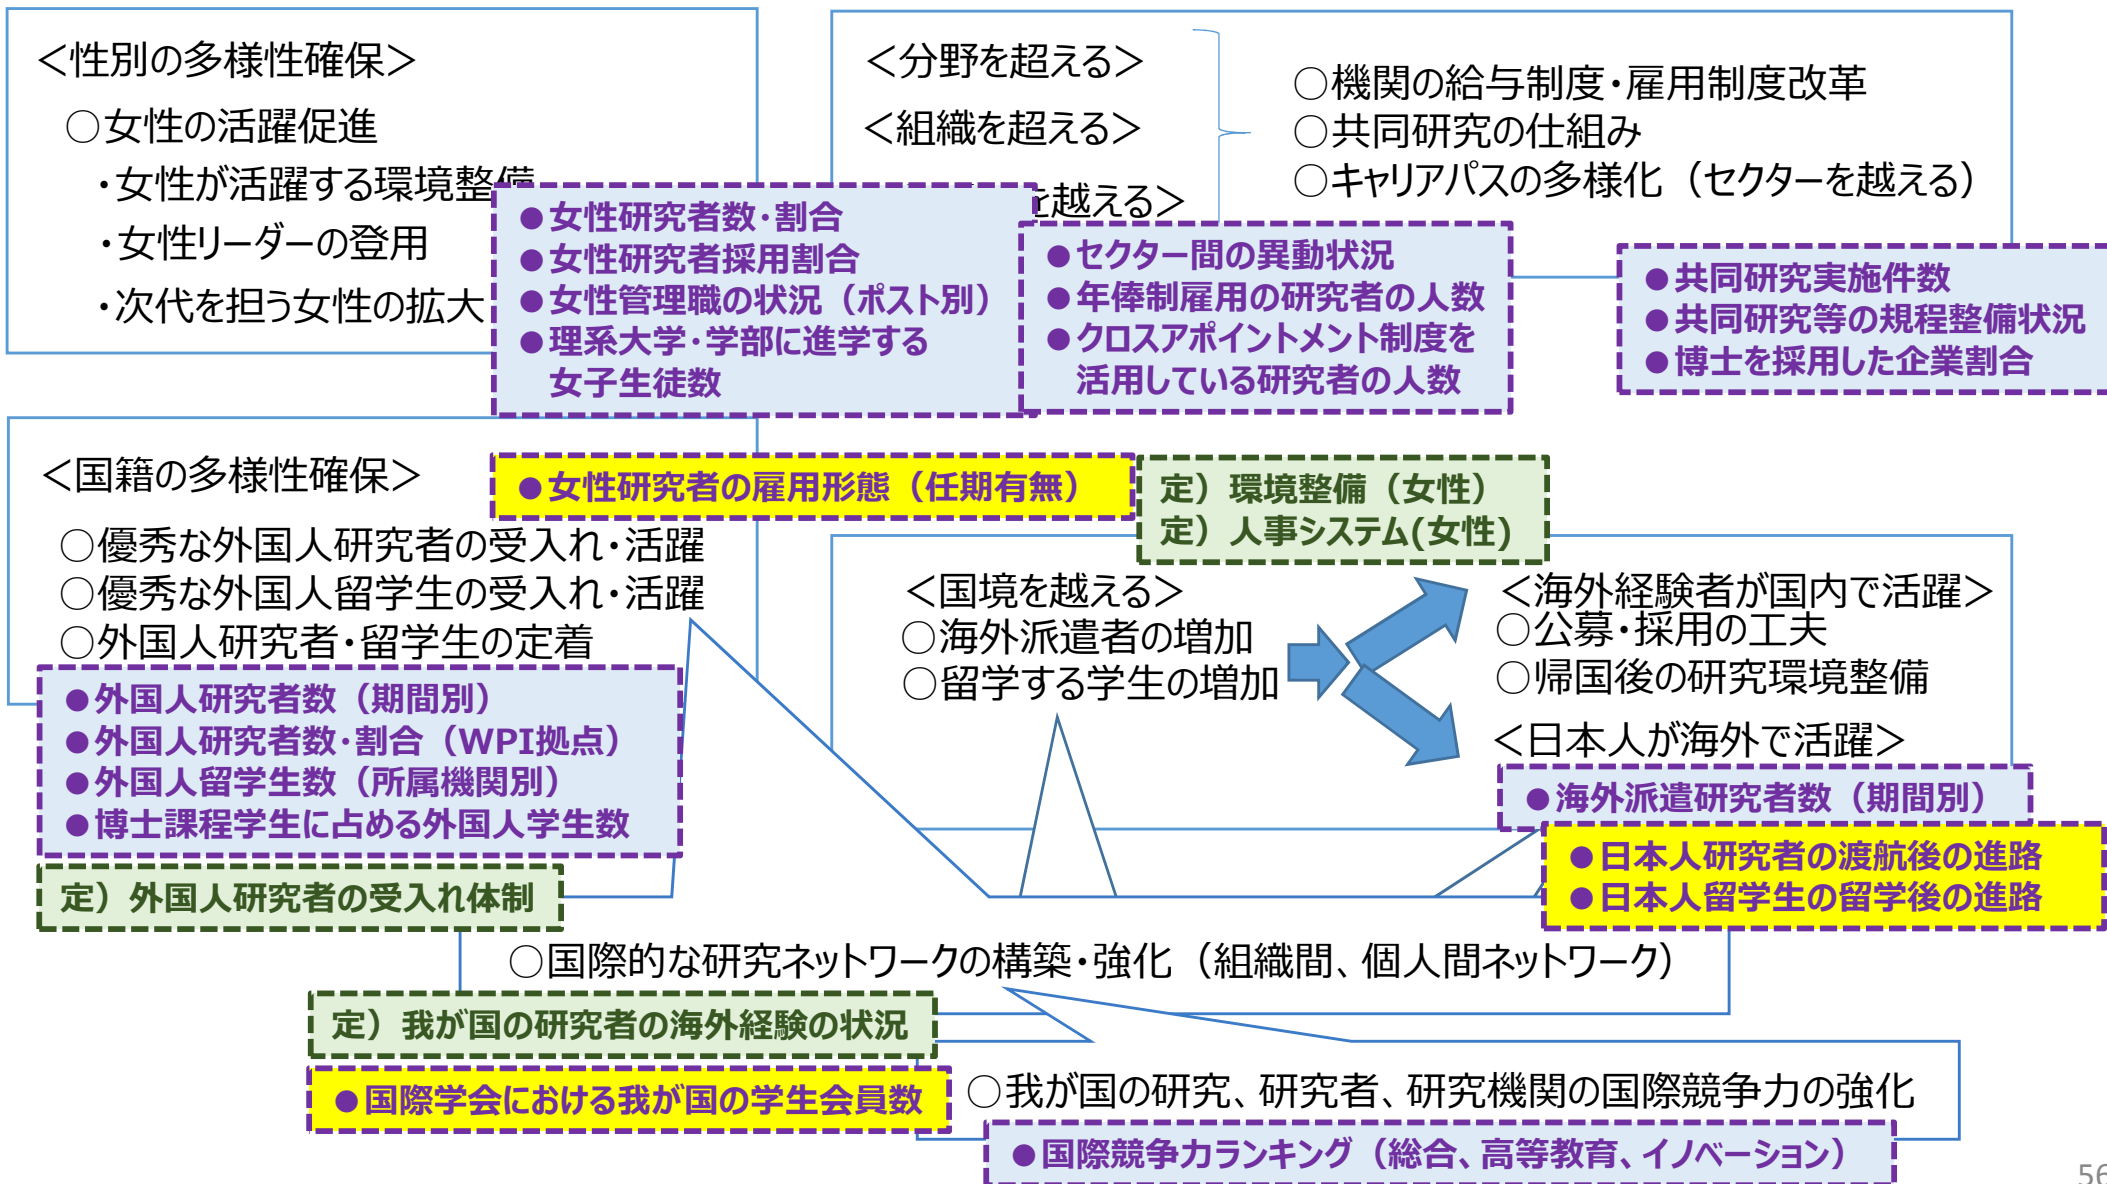 ＜性別の多様性確保＞
○女性の活躍促進
・女性が活躍する環境整備
・女性リーダーの登用
・次代を担う女性の拡大
●女性研究者数・割合
●女性研究者採用割合
●女性管理職の状況（ポスト別）
●理系大学・学部に進学する
女子生徒数
＜分野を超える＞
＜組織を超える＞
を越える＞
○機関の給与制度・雇用制度改革
○共同研究の仕組み
○キャリアパスの多様化（セクターを越える）
●セクター間の異動状況
●年俸制雇用の研究者の人数
●クロスアポイントメント制度を
活用している研究者の人数
●共同研究実施件数
●共同研究等の規程整備状況
●博士を採用した企業割合
●女性研究者の雇用形態（任期有無）
定）環境整備（女性）
定）人事システム(女性)
＜国籍の多様性確保＞
○優秀な外国人研究者の受入れ・活躍
○優秀な外国人留学生の受入れ・活躍
○外国人研究者・留学生の定着
●外国人研究者数（期間別）
●外国人研究者数・割合（WPI拠点）
●外国人留学生数（所属機関別）
●博士課程学生に占める外国人学生数
定）外国人研究者の受入れ体制
＜国境を越える＞
○海外派遣者の増加
○留学する学生の増加
＜海外経験者が国内で活躍＞
○公募・採用の工夫
○帰国後の研究環境整備
＜日本人が海外で活躍＞
●海外派遣研究者数（期間別）
●日本人研究者の渡航後の進路
●日本人留学生の留学後の進路
○国際的な研究ネットワークの構築・強化（組織間、個人間ネットワーク）
定）我が国の研究者の海外経験の状況
●国際学会における我が国の学生会員数
○我が国の研究、研究者、研究機関の国際競争力の強化
●国際競争力ランキング（総合、高等教育、イノベーション）
56